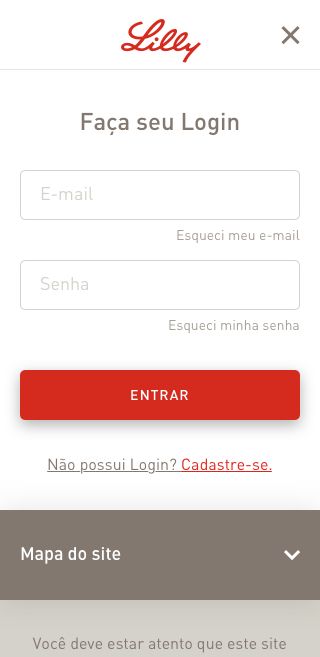 Lilly
Faça seu Login
E-mail
Esqueci meu e-mail
Senha
Esqueci minha senha
ENTRAR
Não possui Login? Cadastre-se.
Mapa do site
Você deve estar atento que este site